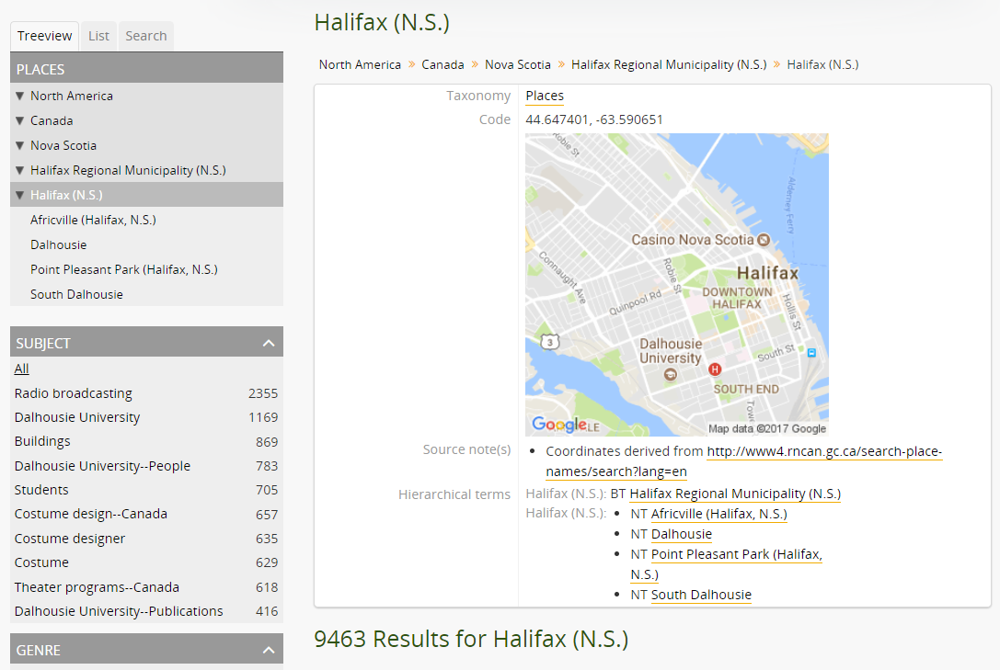 Treeview List Search
PLACES
▼ North America
▼ Canada
▼ Nova Scotia
▼ Halifax Regional Municipality (N.S.)
▼ Halifax (N.S.)
Africville (Halifax, N.S.)
Dalhousie
Point Pleasant Park (Halifax, N.S.)
South Dalhousie
SUBJECT
All
Radio broadcasting 2355
Dalhousie University 1169
Buildings 869
Dalhousie University--People 783
Students 705
Costume design--Canada 657
Costume designer 635
Costume 629
Theater programs--Canada 618
Dalhousie University--Publications 416
GENRE
Halifax (N.S.)
North America » Canada » Nova Scotia » Halifax Regional Municipality (N.S.) » Halifax (N.S.)
Taxonomy Places
Code 44.647401, -63.590651
Robie St
Alderney Ferry
Casino Nova Scotia
Connaught Ave
Robie St
Halifax
Quinpool Rd
DOWNTOWN
HALIFAX
Hollis St
3
Dalhousie
University
South St
H
SOUTH END
Google
Map data ©2017 Google
Source note(s) • Coordinates derived from http://www4.rncan.gc.ca/search-place-
names/search?lang=en
Hierarchical terms Halifax (N.S.): BT Halifax Regional Municipality (N.S.)
Halifax (N.S.): • NT Africville (Halifax, N.S.)
• NT Dalhousie
• NT Point Pleasant Park (Halifax,
N.S.)
• NT South Dalhousie
9463 Results for Halifax (N.S.)